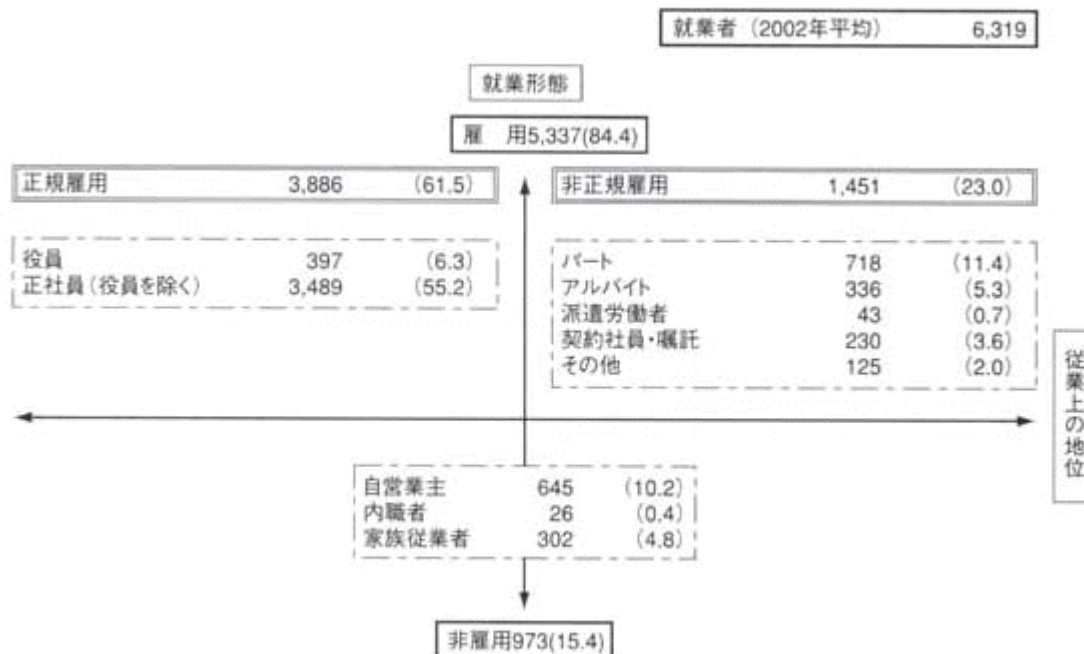 就業者（2002年平均） 6,319
就業形態
雇　用5,337(84.4)
正規雇用 3,886 (61.5)
非正規雇用 1,451 (23.0)
役員 397 (6.3)
正社員（役員を除く） 3,489 (55.2)
パート 718 (11.4)
アルバイト 336 (5.3)
派遣労働者 43 (0.7)
契約社員・嘱託 230 (3.6)
その他 125 (2.0)
従業上の地位
自営業主 645 (10.2)
内職者 26 (0.4)
家族従業者 302 (4.8)
非雇用973(15.4)